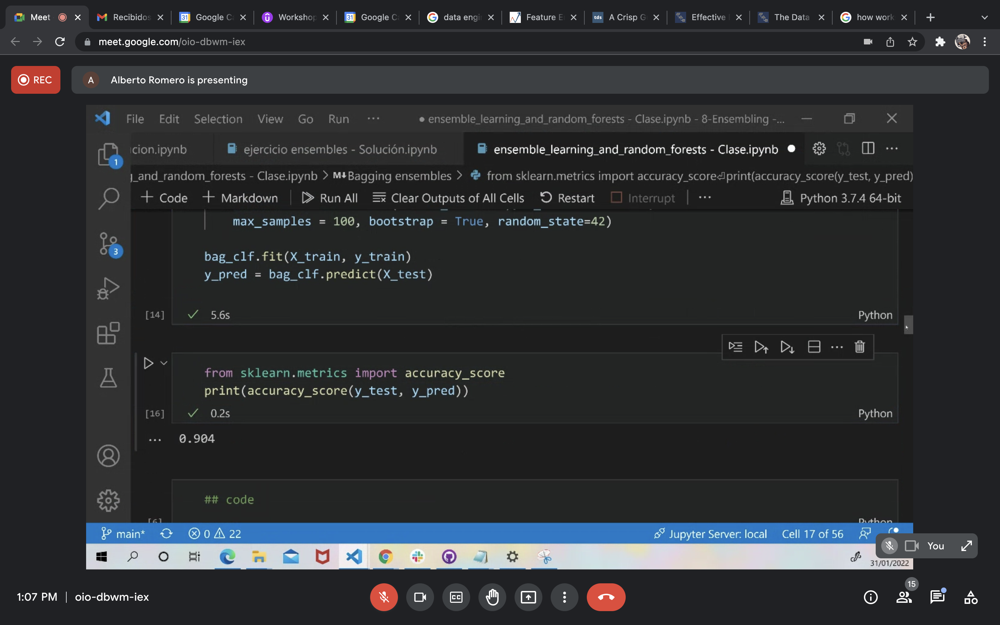 Meet
Recibidos
31 Google Ca
Workshop
31 Google Ca
data engi
Feature E
tds A Crisp G
Effective
The Data
how work
meet.google.com/oio-dbwm-iex
REC
A Alberto Romero is presenting
File Edit Selection View Go Run ··· ● ensemble_learning_and_random_forests - Clase.ipynb - 8-Ensembling -...
cion.ipynb ejercicio ensembles - Solución.ipynb ensemble_learning_and_random_forests - Clase.ipynb
1
_and_random_forests - Clase.ipynb > M↓Bagging ensembles > from sklearn.metrics import accuracy_score⏎print(accuracy_score(y_test, y_pred)
+ Code + Markdown Run All Clear Outputs of All Cells Restart Interrupt ··· Python 3.7.4 64-bit
max_samples = 100, bootstrap = True, random_state=42)
3
bag_clf.fit(X_train, y_train)
y_pred = bag_clf.predict(X_test)
[14] ✓ 5.6s Python
from sklearn.metrics import accuracy_score
print(accuracy_score(y_test, y_pred))
[16] ✓ 0.2s Python
... 0.904
## code
[6] Python
main* 0 22 Jupyter Server: local Cell 17 of 56
You
31/01/2022
1:07 PM | oio-dbwm-iex
CC
15